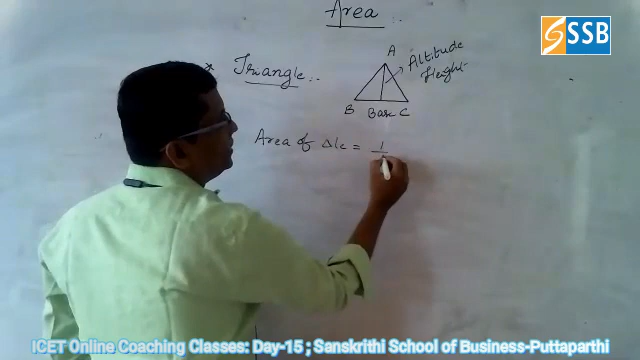 Area :.
SSB
* Triangle :.
A
Altitude
Height
B Base C
Area of Δle = 1
ICET Online Coaching Classes: Day-15 ; Sanskrithi School of Business-Puttaparthi